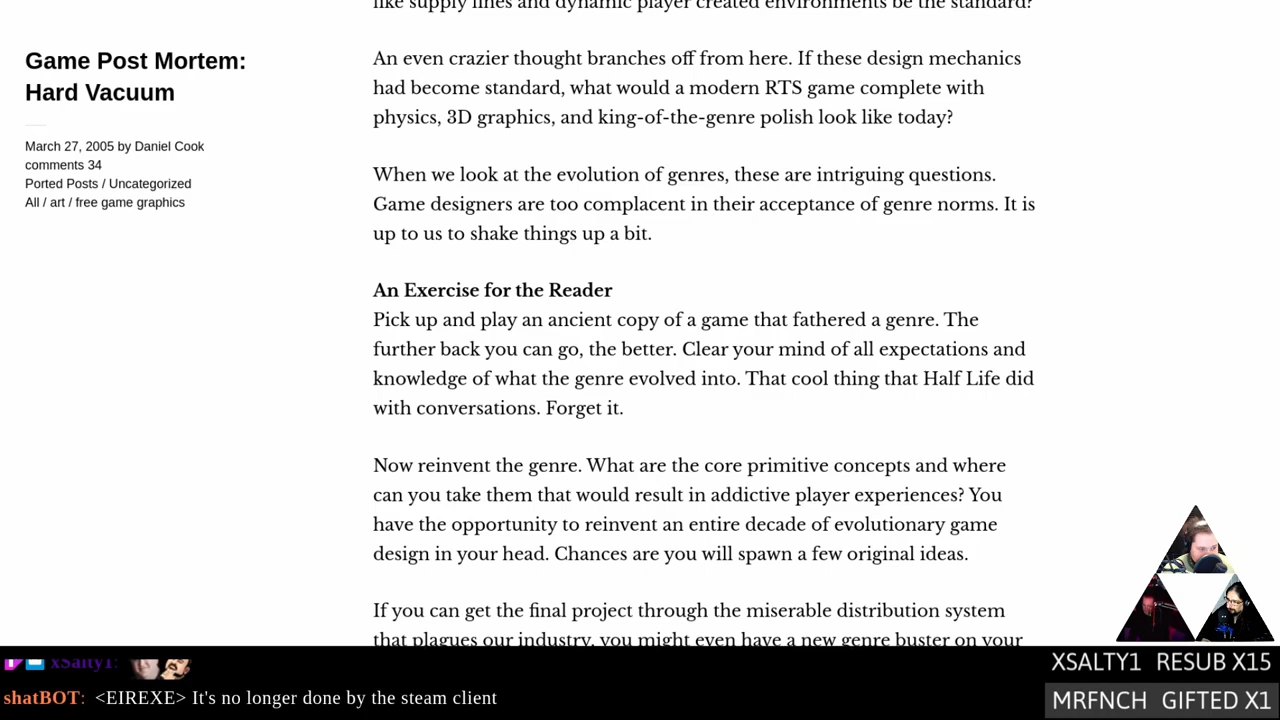 like supply lines and dynamic player created environments be the standard?
Game Post Mortem:
Hard Vacuum
March 27, 2005 by Daniel Cook
comments 34
Ported Posts / Uncategorized
All / art / free game graphics
An even crazier thought branches off from here. If these design mechanics
had become standard, what would a modern RTS game complete with
physics, 3D graphics, and king-of-the-genre polish look like today?
When we look at the evolution of genres, these are intriguing questions.
Game designers are too complacent in their acceptance of genre norms. It is
up to us to shake things up a bit.
An Exercise for the Reader
Pick up and play an ancient copy of a game that fathered a genre. The
further back you can go, the better. Clear your mind of all expectations and
knowledge of what the genre evolved into. That cool thing that Half Life did
with conversations. Forget it.
Now reinvent the genre. What are the core primitive concepts and where
can you take them that would result in addictive player experiences? You
have the opportunity to reinvent an entire decade of evolutionary game
design in your head. Chances are you will spawn a few original ideas.
If you can get the final project through the miserable distribution system
that plagues our industry, you might even have a new genre buster on your
xSalty1:
shatBOT: <EIREXE> It's no longer done by the steam client
XSALTY1 RESUB X15
MRFNCH GIFTED X1